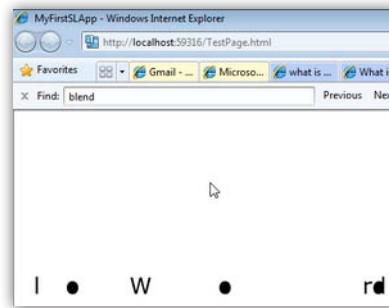 MyFirstSLApp - Windows Internet Explorer
http://localhost:59316/TestPage.html
Favorites Gmail - ... Microso... what is ... What i
x Find: blend Previous Nex
l W rd